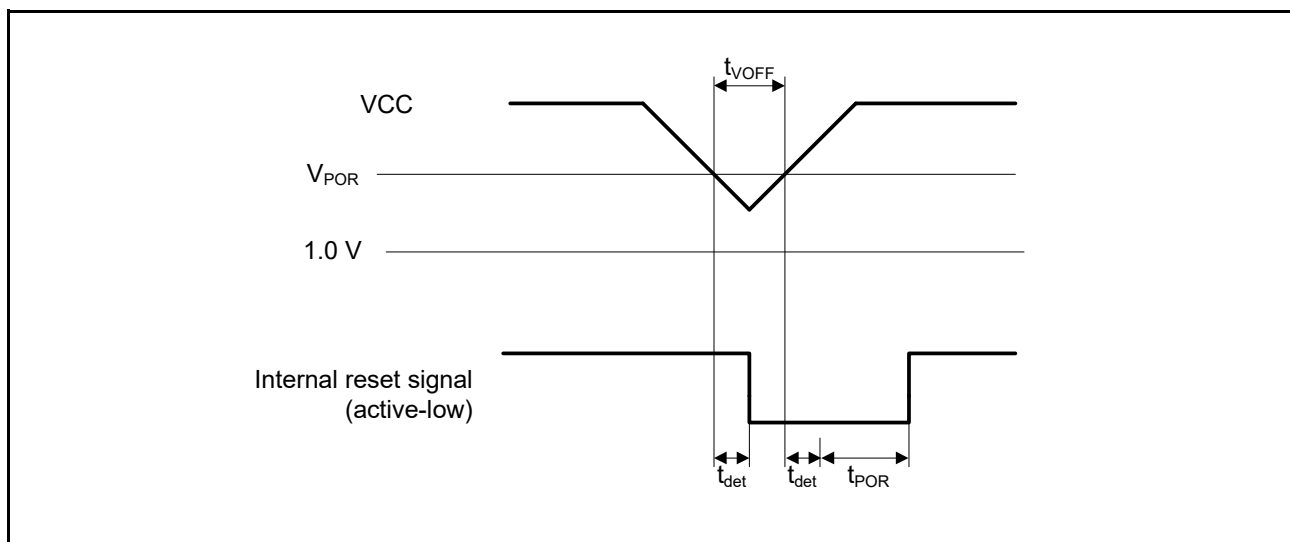 tVOFF
VCC
VPOR
1.0 V
Internal reset signal
(active-low)
tdet
tdet
tPOR